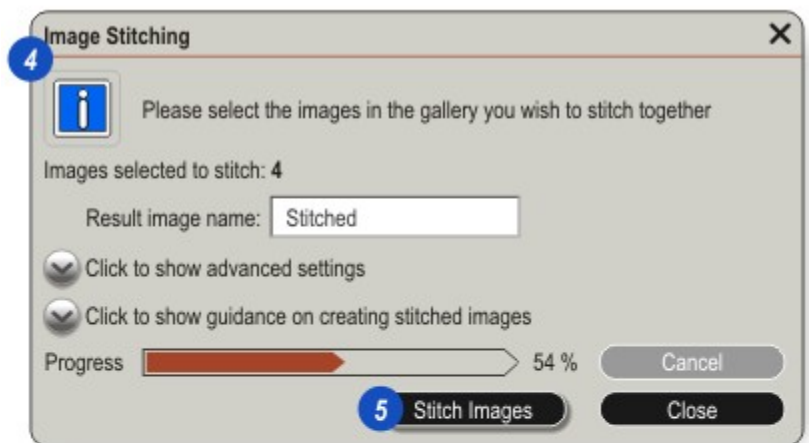 Image Stitching
4
Please select the images in the gallery you wish to stitch together
Images selected to stitch: 4
Result image name: Stitched
Click to show advanced settings
Click to show guidance on creating stitched images
Progress 54 % Cancel
5 Stitch Images Close